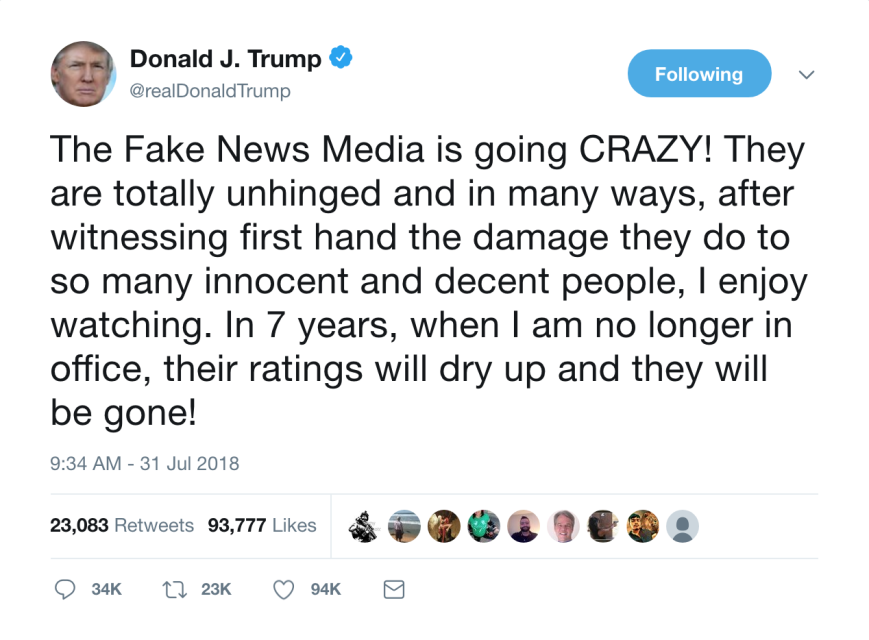 Donald J. Trump
@realDonaldTrump
Following
The Fake News Media is going CRAZY! They
are totally unhinged and in many ways, after
witnessing first hand the damage they do to
so many innocent and decent people, I enjoy
watching. In 7 years, when I am no longer in
office, their ratings will dry up and they will
be gone!
9:34 AM - 31 Jul 2018
23,083 Retweets 93,777 Likes
34K 23K 94K